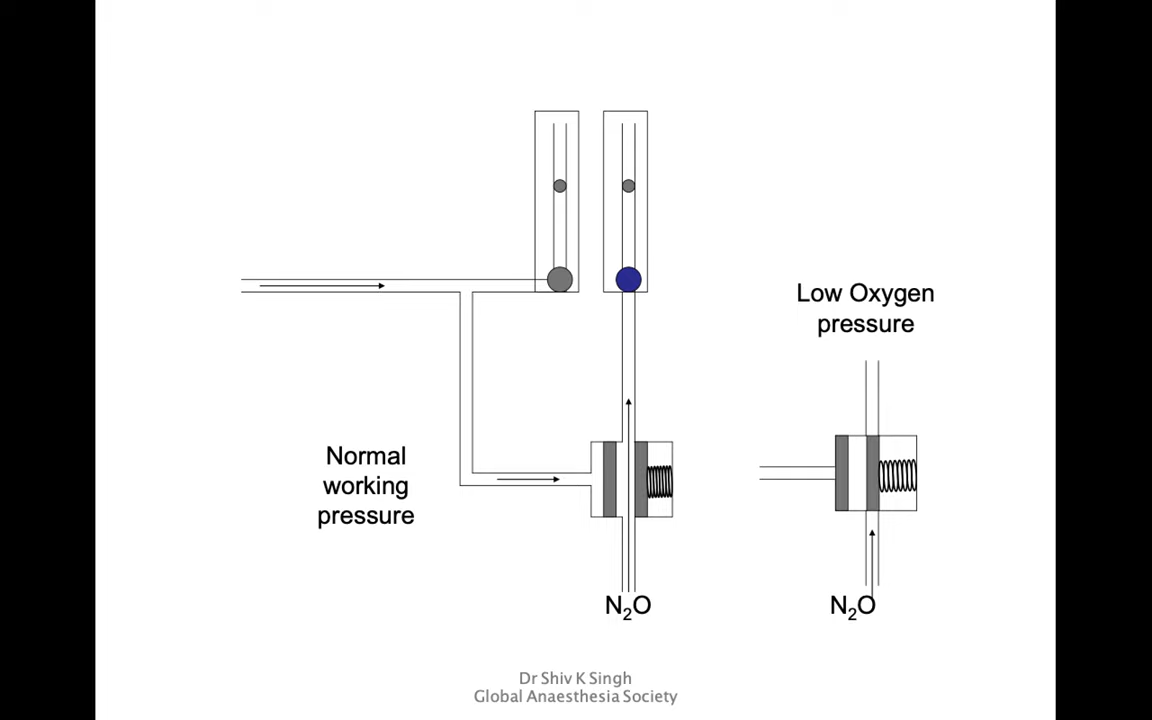 Low Oxygen
pressure
Normal
working
pressure
N₂O
N₂O
Dr Shiv K Singh
Global Anaesthesia Society